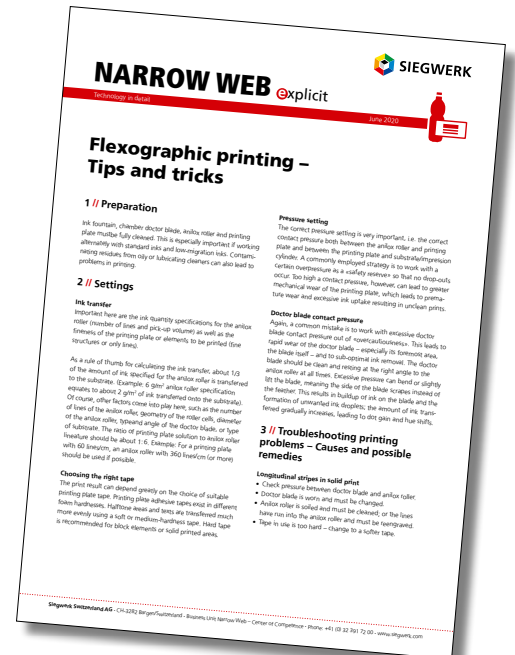 SIEGWERK
NARROW WEB explicit
Technology in detail
June 2020
Flexographic printing –
Tips and tricks
1 // Preparation
Ink fountain, chamber doctor blade, anilox roller and printing
plate mustbe fully cleaned. This is especially important if working
alternately with standard inks and low-migration inks. Contami-
nating residues from oily or lubricating cleaners can also lead to
problems in printing.
2 // Settings
Ink transfer
Important here are the ink quantity specifications for the anilox
roller (number of lines and pick-up volume) as well as the
fineness of the printing plate or elements to be printed (fine
structures or only lines).
As a rule of thumb for calculating the ink transfer, about 1/3
of the amount of ink specified for the anilox roller is transferred
to the substrate. (Example: 6 g/m² anilox roller specification
equates to about 2 g/m² of ink transferred onto the substrate).
Of course, other factors come into play here, such as the number
of lines of the anilox roller, geometry of the roller cells, diameter
of the anilox roller, typeand angle of the doctor blade, or type
of substrate. The ratio of printing plate solution to anilox roller
lineature should be about 1:6. Example: For a printing plate
with 60 lines/cm, an anilox roller with 360 lines/cm (or more)
should be used if possible.
Choosing the right tape
The print result can depend greatly on the choice of suitable
printing plate tape. Printing plate adhesive tapes exist in different
foam hardnesses. Halftone areas and texts are transferred much
more evenly using a soft or medium-hardness tape. Hard tape
is recommended for block elements or solid printed areas.
Pressure setting
The correct pressure setting is very important, i.e. the correct
contact pressure both between the anilox roller and printing
plate and between the printing plate and substrate/impression
cylinder. A commonly employed strategy is to work with a
certain overpressure as a «safety reserve» so that no drop-outs
occur. Too high a contact pressure, however, can lead to greater
mechanical wear of the printing plate, which leads to prema-
ture wear and excessive ink uptake resulting in unclean prints.
Doctor blade contact pressure
Again, a common mistake is to work with excessive doctor
blade contact pressure out of «overcautiousness». This leads to
rapid wear of the doctor blade – especially its foremost area,
the blade itself – and to sub-optimal ink removal. The doctor
blade should be clean and resting at the right angle to the
anilox roller at all times. Excessive pressure can bend or slightly
lift the blade, meaning the side of the blade scrapes instead of
the feather. This results in buildup of ink on the blade and the
formation of unwanted ink droplets; the amount of ink trans-
fered gradually increases, leading to dot gain and hue shifts.
3 // Troubleshooting printing
problems – Causes and possible
remedies
Longitudinal stripes in solid print
• Check pressure between doctor blade and anilox roller.
• Doctor blade is worn and must be changed.
• Anilox roller is soiled and must be cleaned; or the lines
have run into the anilox roller and must be reengraved.
• Tape in use is too hard – change to a softer tape.
Siegwerk Switzerland AG - CH-3292 Bargen/Switzerland - Business Unit Narrow Web – Center of Competence - Phone: +41 (0) 32 391 72 00 - www.siegwerk.com